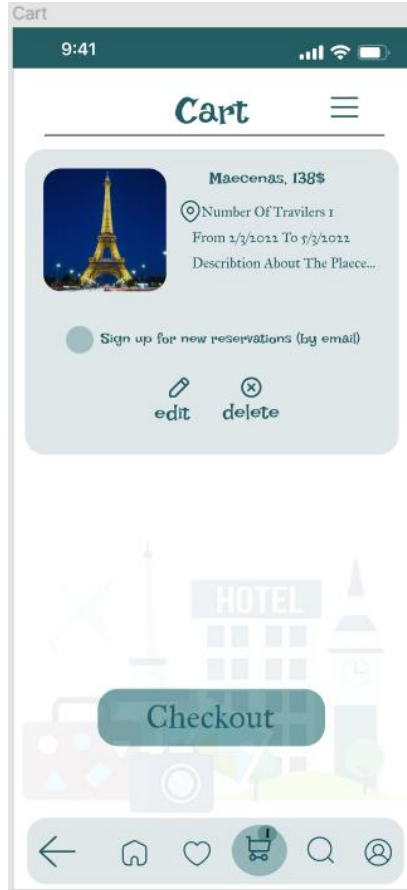 Cart
9:41
Cart
Maecenas, 138$
Number Of Travilers 1
From 2/3/2022 To 5/3/2022
Describtion About The Plaece...
Sign up for new reservations (by email)
edit delete
HOTEL
Checkout
1